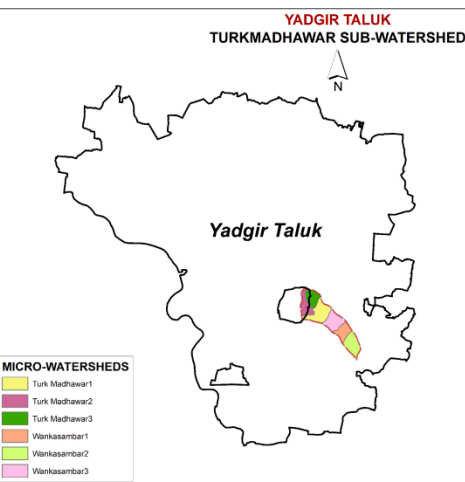 YADGIR TALUK
TURKMADHAWAR SUB-WATERSHED
N
Yadgir Taluk
MICRO-WATERSHEDS
Turk Madhawar1
Turk Madhawar2
Turk Madhawar3
Wankasambar1
Wankasambar2
Wankasambar3